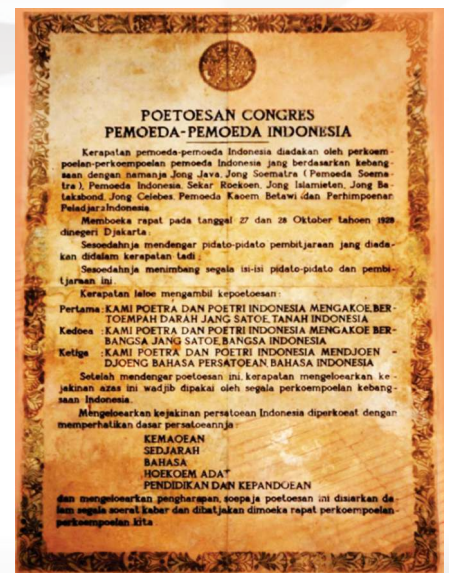 POETOESAN CONGRES
PEMOEDA-PEMOEDA INDONESIA
Kerapatan pemoeda-pemoeda Indonesia diadakan oleh perkoem-
poelan-perkoempoelan pemoeda Indonesia jang berdasarkan kebang-
saan dengan namanja Jong Java, Jong Soematra (Pemoeda Soema-
tra), Pemoeda Indonesia, Sekar Roekoen, Jong Islamieten, Jong Ba-
taksbond, Jong Celebes, Pemoeda Kaoem Betawi dan Perhimpoenan
Peladjar2Indonesia.
Memboeka rapat pada tanggal 27 dan 28 Oktober tahoen 1928
dinegeri Djakarta:
Sesoedahnja mendengar pidato-pidato pembitjaraan jang diada-
kan didalam kerapatan tadi;
Sesoedahnja menimbang segala isi-isi pidato-pidato dan pembi-
tjaraan ini.
Kerapatan laloe mengambil kepoetoesan:
Pertama: KAMI POETRA DAN POETRI INDONESIA MENGAKOE BER-
TOEMPAH DARAH JANG SATOE, TANAH INDONESIA
Kedoea :KAMI POETRA DAN POETRI INDONESIA MENGAKOE BER-
BANGSA JANG SATOE, BANGSA INDONESIA
Ketiga :KAMI POETRA DAN POETRI INDONESIA MENDJOEN -
DJOENG BAHASA PERSATOEAN, BAHASA INDONESIA
Setelah mendengar poetoesan ini, kerapatan mengeloearkan ke-
jakinan azas ini wadjib dipakai oleh segala perkoempoelan kebang-
saan Indonesia.
Mengeloearkan kejakinan persatoean Indonesia diperkoeat dengan
memperhatikan dasar persatoeannja:
KEMAOEAN
SEDJARAH
BAHASA
HOEKOEM ADAT
PENDIDIKAN DAN KEPANDOEAN
dan mengeloearkan pengharapan, soepaja poetoesan ini disiarkan da-
lam segala soerat kabar dan dibatjakan dimoeka rapat perkoempoelan-
perkoempoelan kita.